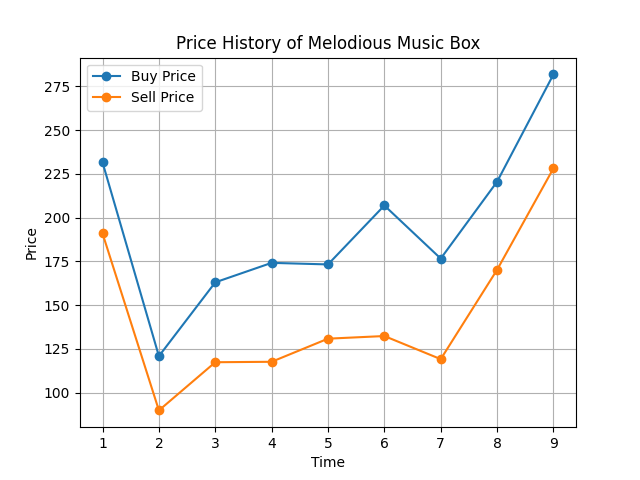 Price History of Melodious Music Box
Buy Price
Sell Price
Price
275
250
225
200
175
150
125
100
1 2 3 4 5 6 7 8 9
Time